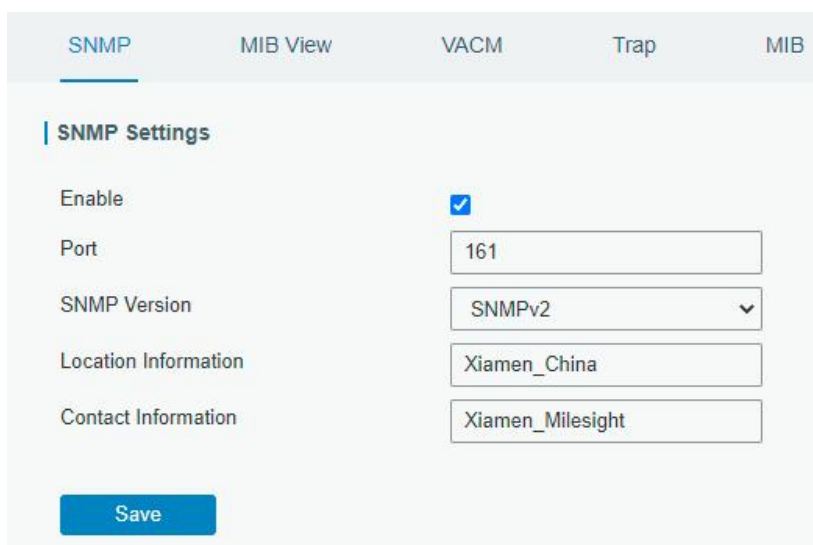 SNMP MIB View VACM Trap MIB
SNMP Settings
Enable
Port 161
SNMP Version SNMPv2
Location Information Xiamen_China
Contact Information Xiamen_Milesight
Save